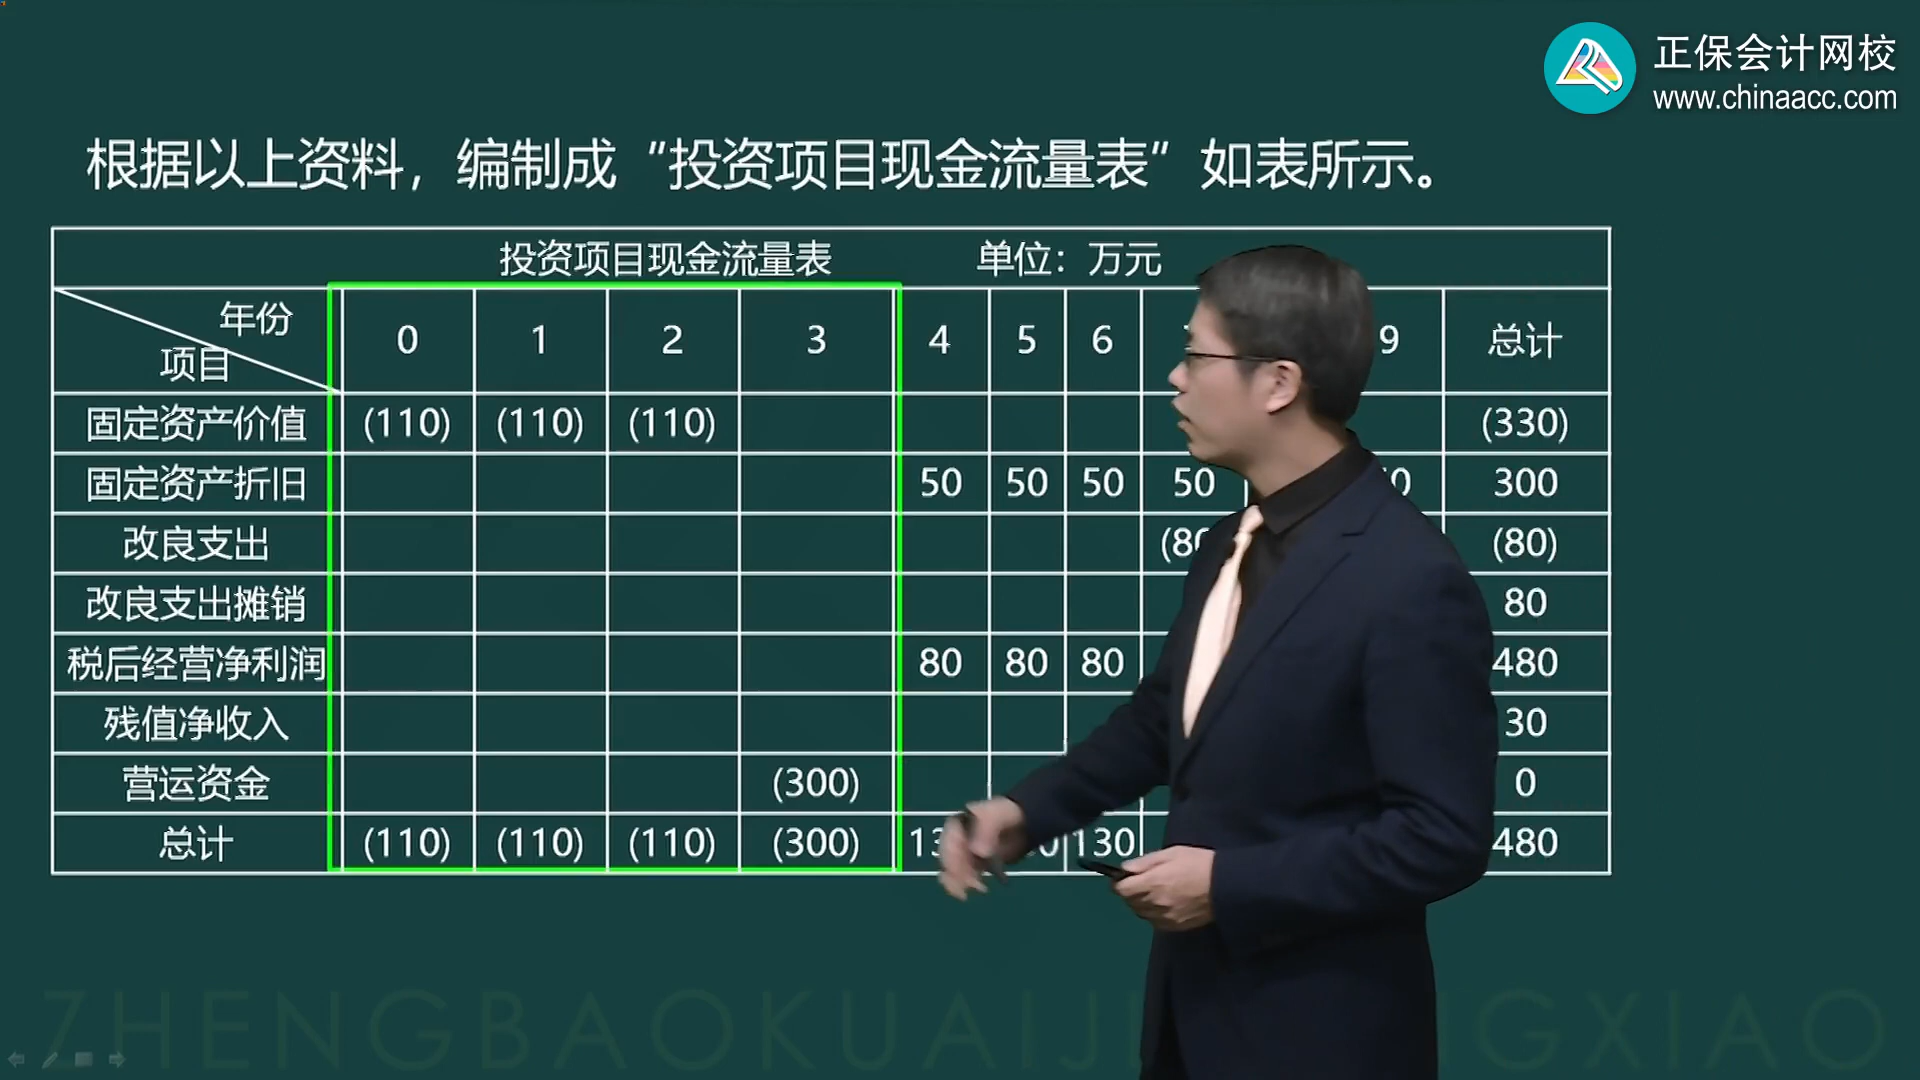 正保会计网校
www.chinaacc.com
根据以上资料，编制成“投资项目现金流量表”如表所示。
投资项目现金流量表 单位：万元
年份 项目 0 1 2 3 4 5 6 9 总计
固定资产价值 (110) (110) (110) (330)
固定资产折旧 50 50 50 50 300
改良支出 (80)
改良支出摊销 80
税后经营净利润 80 80 80 480
残值净收入 30
营运资金 (300) 0
总计 (110) (110) (110) (300) 130 480